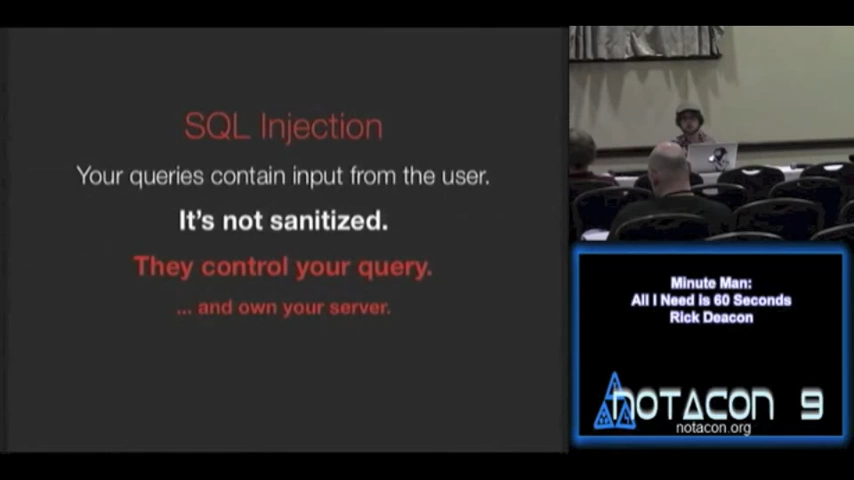 SQL Injection
Your queries contain input from the user.
It's not sanitized.
They control your query.
... and own your server.
Minute Man:
All I Need is 60 Seconds
Rick Deacon
NOTACON 9
notacon.org